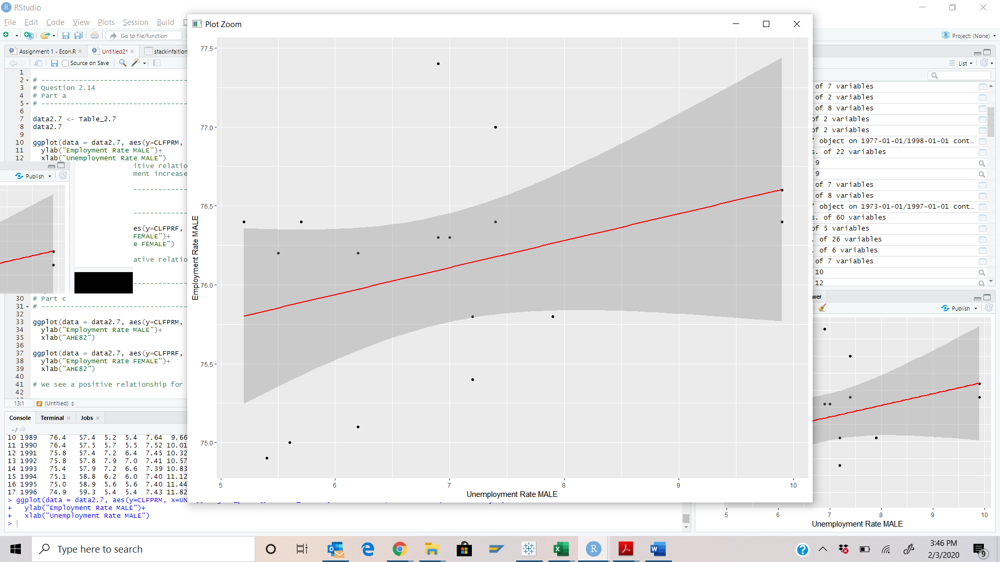 RStudio
File Edit Code View Plots Session Build
Go to file/function
Project: (None)
Plot Zoom
Assignment 1 - Econ.R
Untitled2*
stackinfaltion
Source on Save
List
1
2 # ---------------------------------------
3 # Question 2.14
4 # Part a
5 # ---------------------------------------
6
7 data2.7 <- Table_2.7
8 data2.7
9
10 ggplot(data = data2.7, aes(y=CLFPRM,
11 ylab("Employment Rate MALE")+
12 xlab("Unemployment Rate MALE")
itive relatio
ment increase
Publish
es(y=CLFPRF,
FEMALE")+
e FEMALE")
ative relatio
30 # Part c
31 # ---------------------------------------
32
33 ggplot(data = data2.7, aes(y=CLFPRM,
34 ylab("Employment Rate MALE")+
35 xlab("AHE82")
36
37 ggplot(data = data2.7, aes(y=CLFPRF,
38 ylab("Employment Rate FEMALE")+
39 xlab("AHE82")
40
41 # We see a positive relationship for
42
13:1 (Untitled)
Console Terminal Jobs
~/
10 1989 76.4 57.4 5.2 5.4 7.64 9.66
11 1990 76.4 57.5 5.7 5.5 7.52 10.01
12 1991 75.8 57.4 7.2 6.4 7.45 10.32
13 1992 75.8 57.8 7.9 7.0 7.41 10.57
14 1993 75.4 57.9 7.2 6.6 7.39 10.83
15 1994 75.1 58.8 6.2 6.0 7.40 11.12
16 1995 75.0 58.9 5.6 5.6 7.40 11.44
17 1996 74.9 59.3 5.4 5.4 7.43 11.82
> ggplot(data = data2.7, aes(y=CLFPRM, x=UN
+ ylab("Employment Rate MALE")+
+ xlab("Unemployment Rate MALE")
>
77.5
77.0
76.5
76.0
75.5
75.0
Employment Rate MALE
5 6 7 8 9 10
Unemployment Rate MALE
of 7 variables
of 2 variables
of 8 variables
of 2 variables
of 2 variables
' object on 1977-01-01/1998-01-01 cont…
s. of 22 variables
9
9
of 7 variables
of 8 variables
' object on 1973-01-01/1997-01-01 cont…
s. of 60 variables
of 5 variables
. of 26 variables
. of 6 variables
of 7 variables
10
12
wer
Publish
5 6 7 8 9 10
Unemployment Rate MALE
Type here to search
3:46 PM
2/3/2020
9